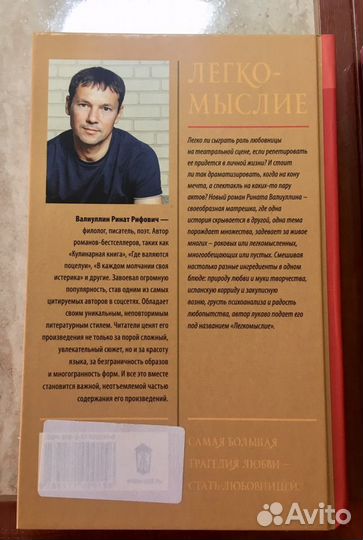 ЛЕГКО-
МЫСЛИЕ
Легко ли сыграть роль любовницы
на театральной сцене, если репетировать
ее придется в личной жизни? И стоит
ли так драматизировать, когда на кону
мечта, а спектакль на каких-то пару
актов? Новый роман Рината Валиуллина –
своеобразная матрешка, где одна
история скрывается в другой, одна тема
порождает множество, задевает за живое
многих – роковых или легкомысленных,
многообещающих или пустых. Смешивая
настолько разные ингредиенты в одном
блюде: природу любви и муки творчества,
испанскую корриду и закулисную
возню, грусть психоанализа и радость
любопытства, автор лукаво подает его
под названием «Легкомыслие».
Валиуллин Ринат Рифович —
филолог, писатель, поэт. Автор
романов-бестселлеров, таких как
«Кулинарная книга», «Где валяются
поцелуи», «В каждом молчании своя
истерика» и другие. Завоевал огромную
популярность, став одним из самых
цитируемых авторов в соцсетях. Обладает
своим уникальным, неповторимым
литературным стилем. Читатели ценят его
произведения не только за порой сложный,
увлекательный сюжет, но и за красоту
языка, за безграничность образов
и многогранность форм. И все это вместе
становится важной, неотъемлемой частью
содержания его произведений.
САМАЯ БОЛЬШАЯ
ТРАГЕДИЯ ЛЮБВИ –
СТАТЬ ЛЮБОВНИЦЕЙ.
Avito